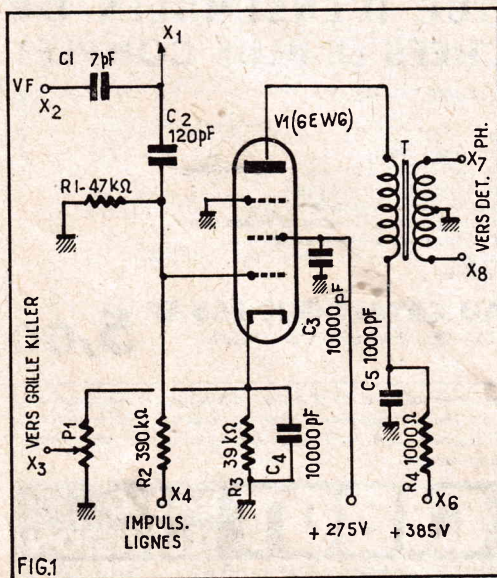 X1
C1 7pF
VF
X2
C2
120pF
V1 (6EW6)
R1-47kΩ
T
X7
PH.
VERS DET.
X8
C3
10000pF
C5 1000pF
VERS GRILLE KILLER
P1
X3
R2 390kΩ
R3 39kΩ
C4
10000pF
R4 1000Ω
X4
IMPULS.
LIGNES
X6
+ 275V
+ 385V
FIG.1